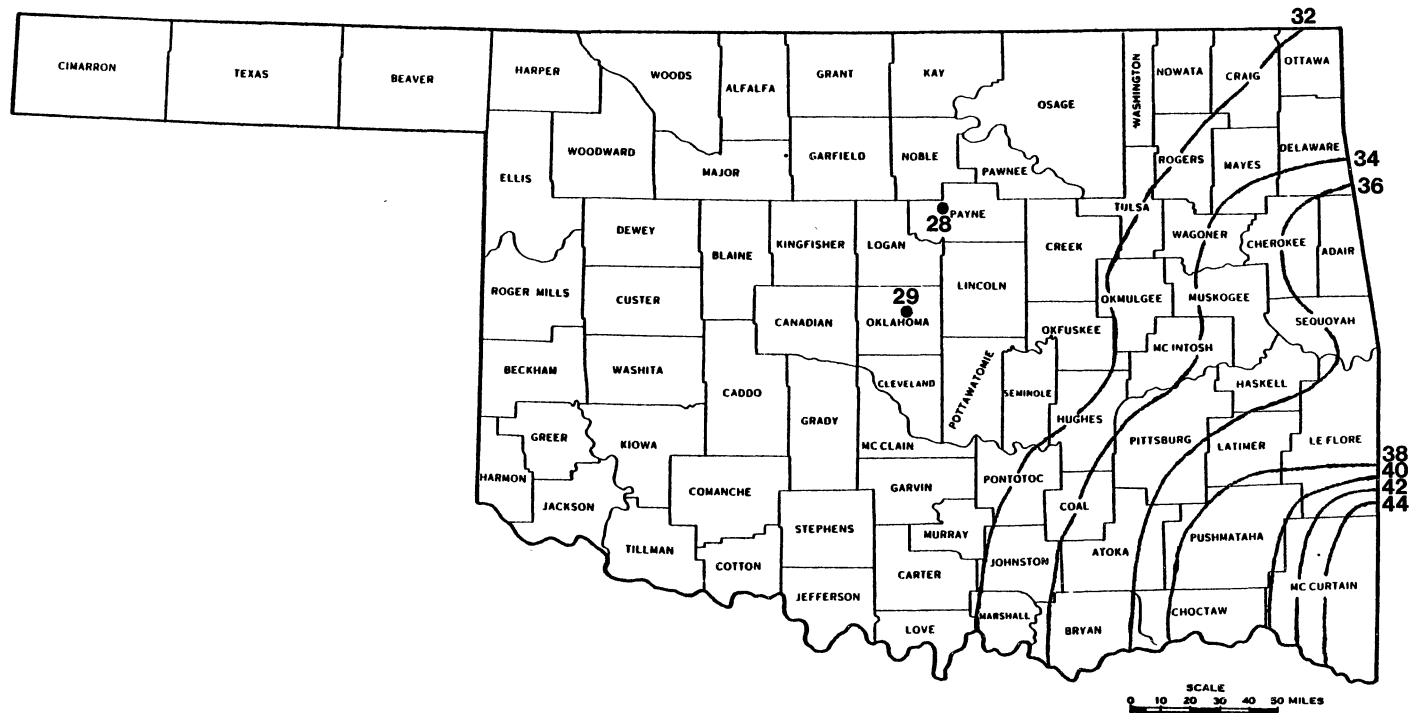 32
CIMARRON
TEXAS
BEAVER
HARPER
WOODS
ALFALFA
GRANT
KAY
OSAGE
WASHINGTON
NOWATA
CRAIG
OTTAWA
ELLIS
WOODWARD
MAJOR
GARFIELD
NOBLE
PAWNEE
ROGERS
MAYES
DELAWARE
34
36
DEWEY
BLAINE
KINGFISHER
LOGAN
PAYNE
28
CREEK
TULSA
WAGONER
CHEROKEE
ADAIR
ROGER MILLS
CUSTER
CANADIAN
29
OKLAHOMA
LINCOLN
OKFUSKEE
OKMULGEE
MUSKOGEE
SEQUOYAH
MC INTOSH
BECKHAM
WASHITA
CADDO
GRADY
CLEVELAND
POTTAWATOMIE
SEMINOLE
HUGHES
HASKELL
PITTSBURG
LATIMER
LE FLORE
GREER
KIOWA
MC CLAIN
HARMON
JACKSON
COMANCHE
GARVIN
PONTOTOC
COAL
38
40
42
44
TILLMAN
COTTON
STEPHENS
MURRAY
JOHNSTON
ATOKA
PUSHMATAHA
CARTER
JEFFERSON
LOVE
MARSHALL
BRYAN
CHOCTAW
MC CURTAIN
SCALE
0 10 20 30 40 50 MILES